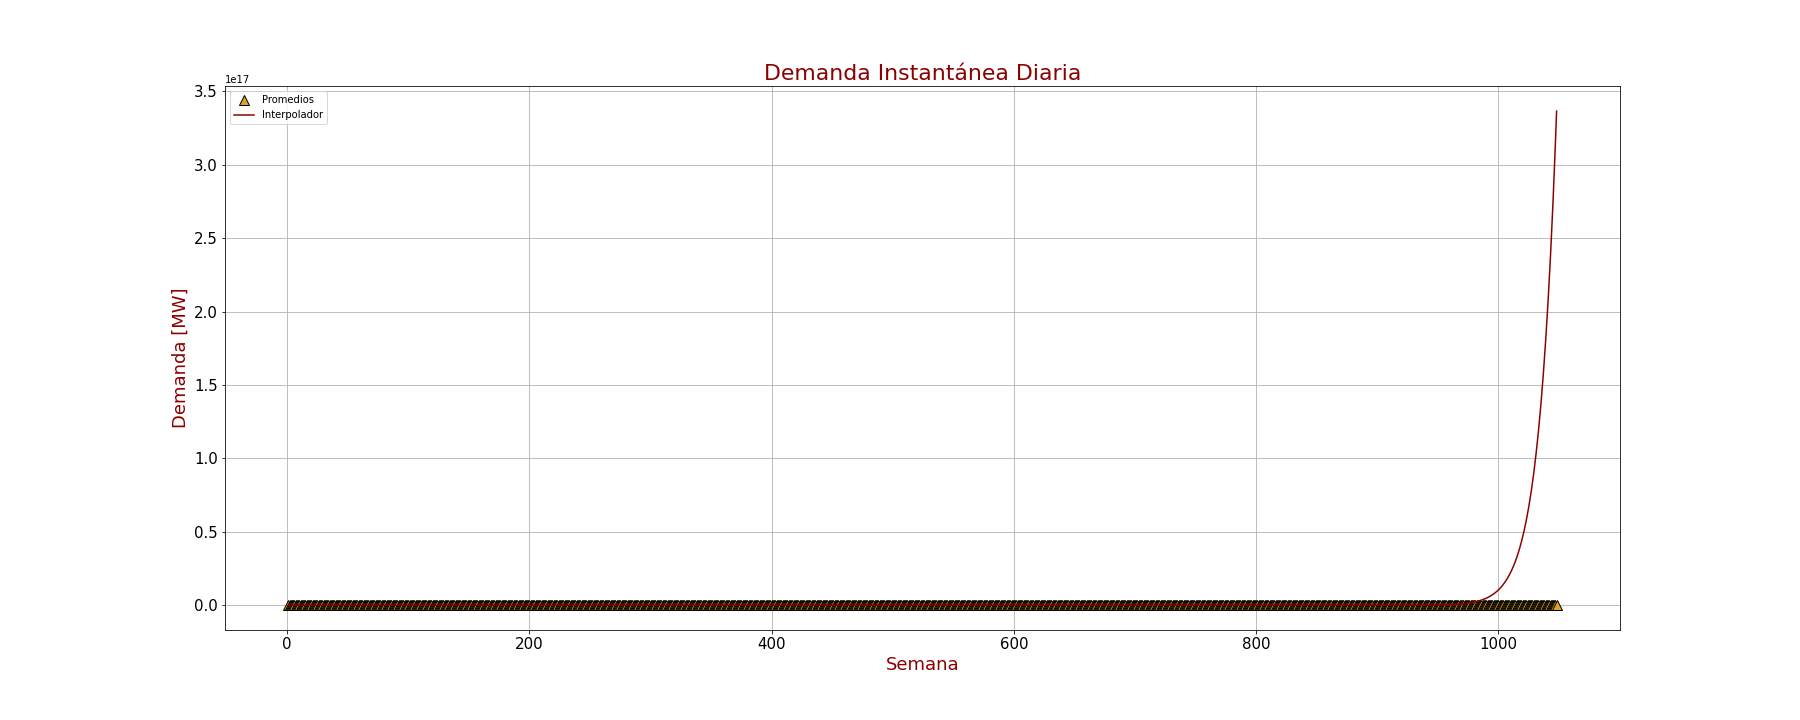 Demanda Instantánea Diaria
1e17
3.5
3.0
2.5
2.0
1.5
1.0
0.5
0.0
Demanda [MW]
Promedios
Interpolador
0 200 400 600 800 1000
Semana